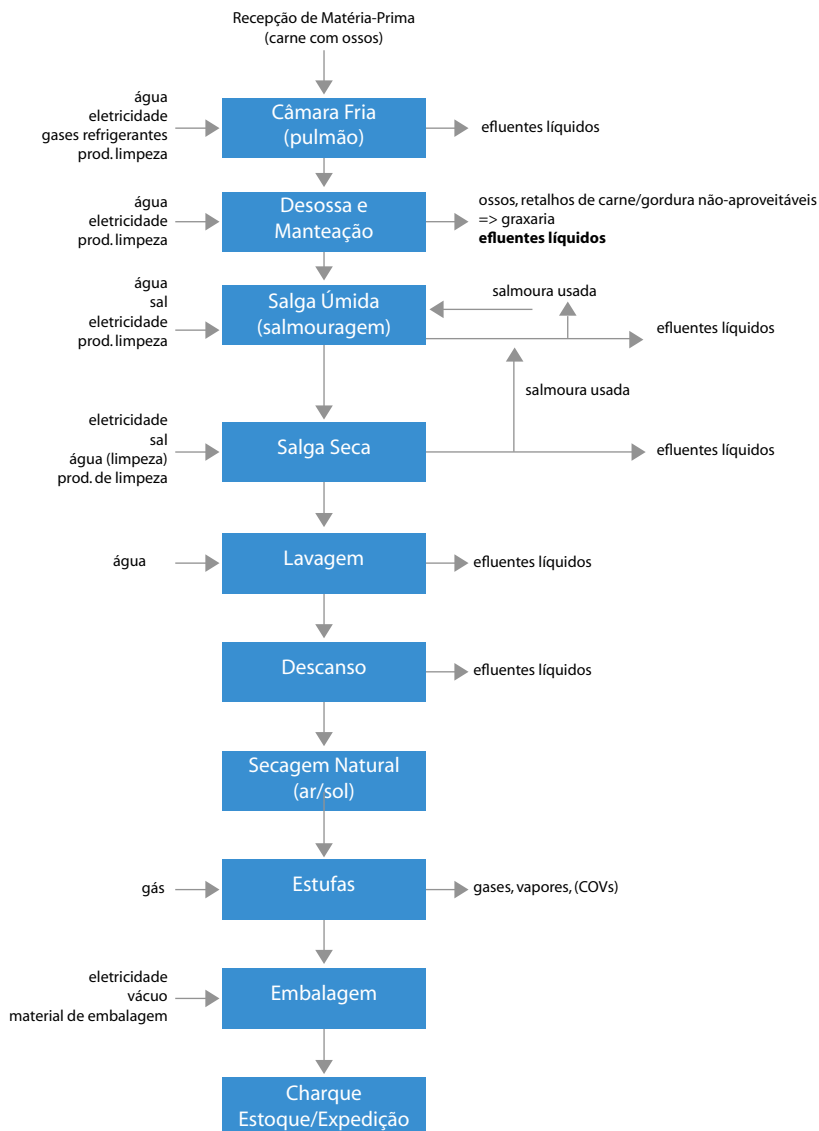 Recepção de Matéria-Prima
(carne com ossos)
água
eletricidade
gases refrigerantes
prod. limpeza
Câmara Fria
(pulmão)
efluentes líquidos
água
eletricidade
prod. limpeza
Desossa e
Manteação
ossos, retalhos de carne/gordura não-aproveitáveis
=> graxaria
efluentes líquidos
água
sal
eletricidade
prod. limpeza
Salga Úmida
(salmouragem)
salmoura usada
efluentes líquidos
salmoura usada
eletricidade
sal
água (limpeza)
prod. de limpeza
Salga Seca
efluentes líquidos
água
Lavagem
efluentes líquidos
Descanso
efluentes líquidos
Secagem Natural
(ar/sol)
gás
Estufas
gases, vapores, (COVs)
eletricidade
vácuo
material de embalagem
Embalagem
Charque
Estoque/Expedição